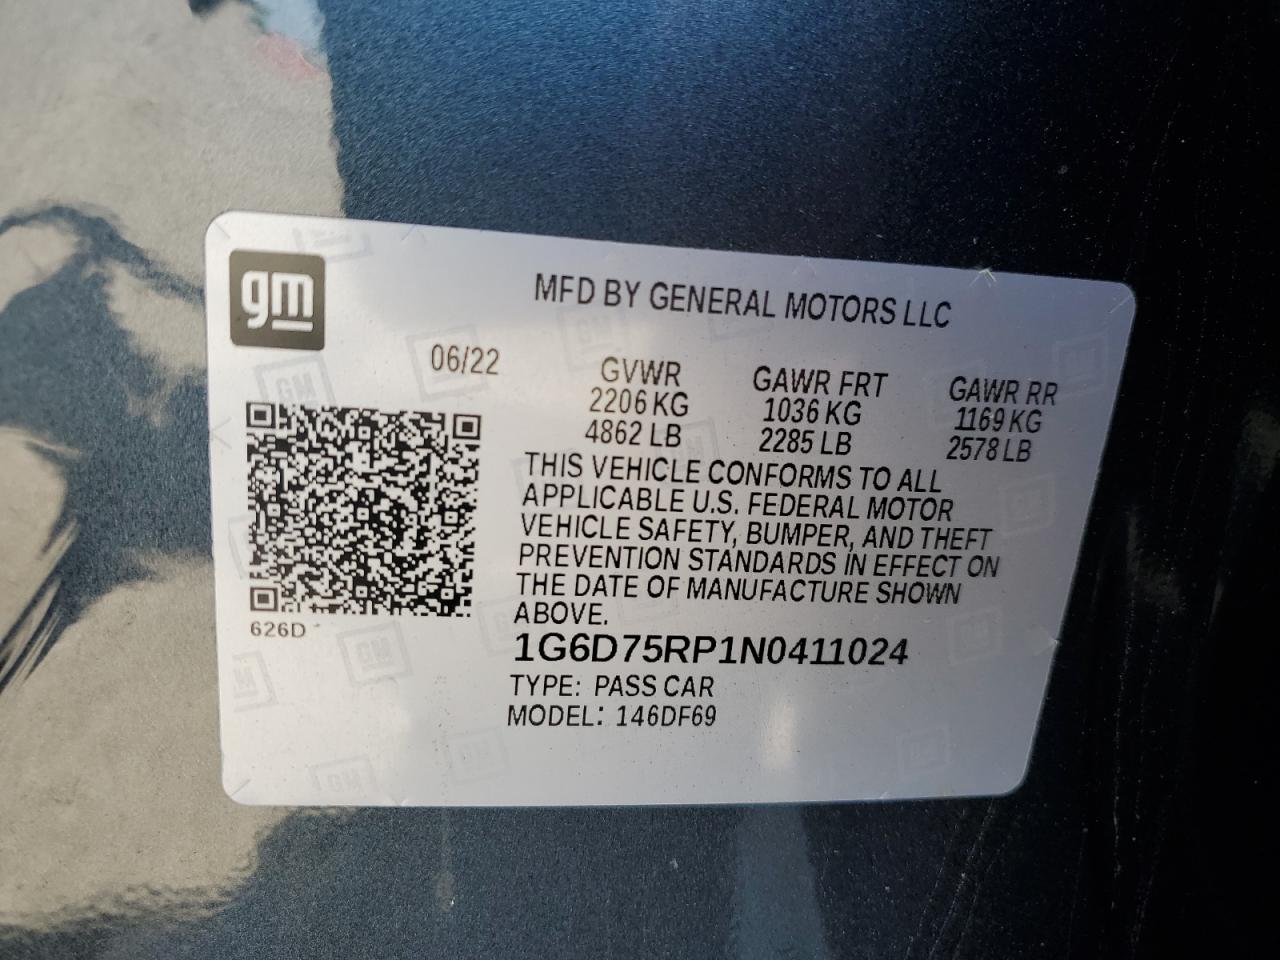 gm
MFD BY GENERAL MOTORS LLC
06/22
GVWR GAWR FRT GAWR RR
2206 KG 1036 KG 1169 KG
4862 LB 2285 LB 2578 LB
THIS VEHICLE CONFORMS TO ALL
APPLICABLE U.S. FEDERAL MOTOR
VEHICLE SAFETY, BUMPER, AND THEFT
PREVENTION STANDARDS IN EFFECT ON
THE DATE OF MANUFACTURE SHOWN
ABOVE.
626D
1G6D75RP1N0411024
TYPE: PASS CAR
MODEL: 146DF69